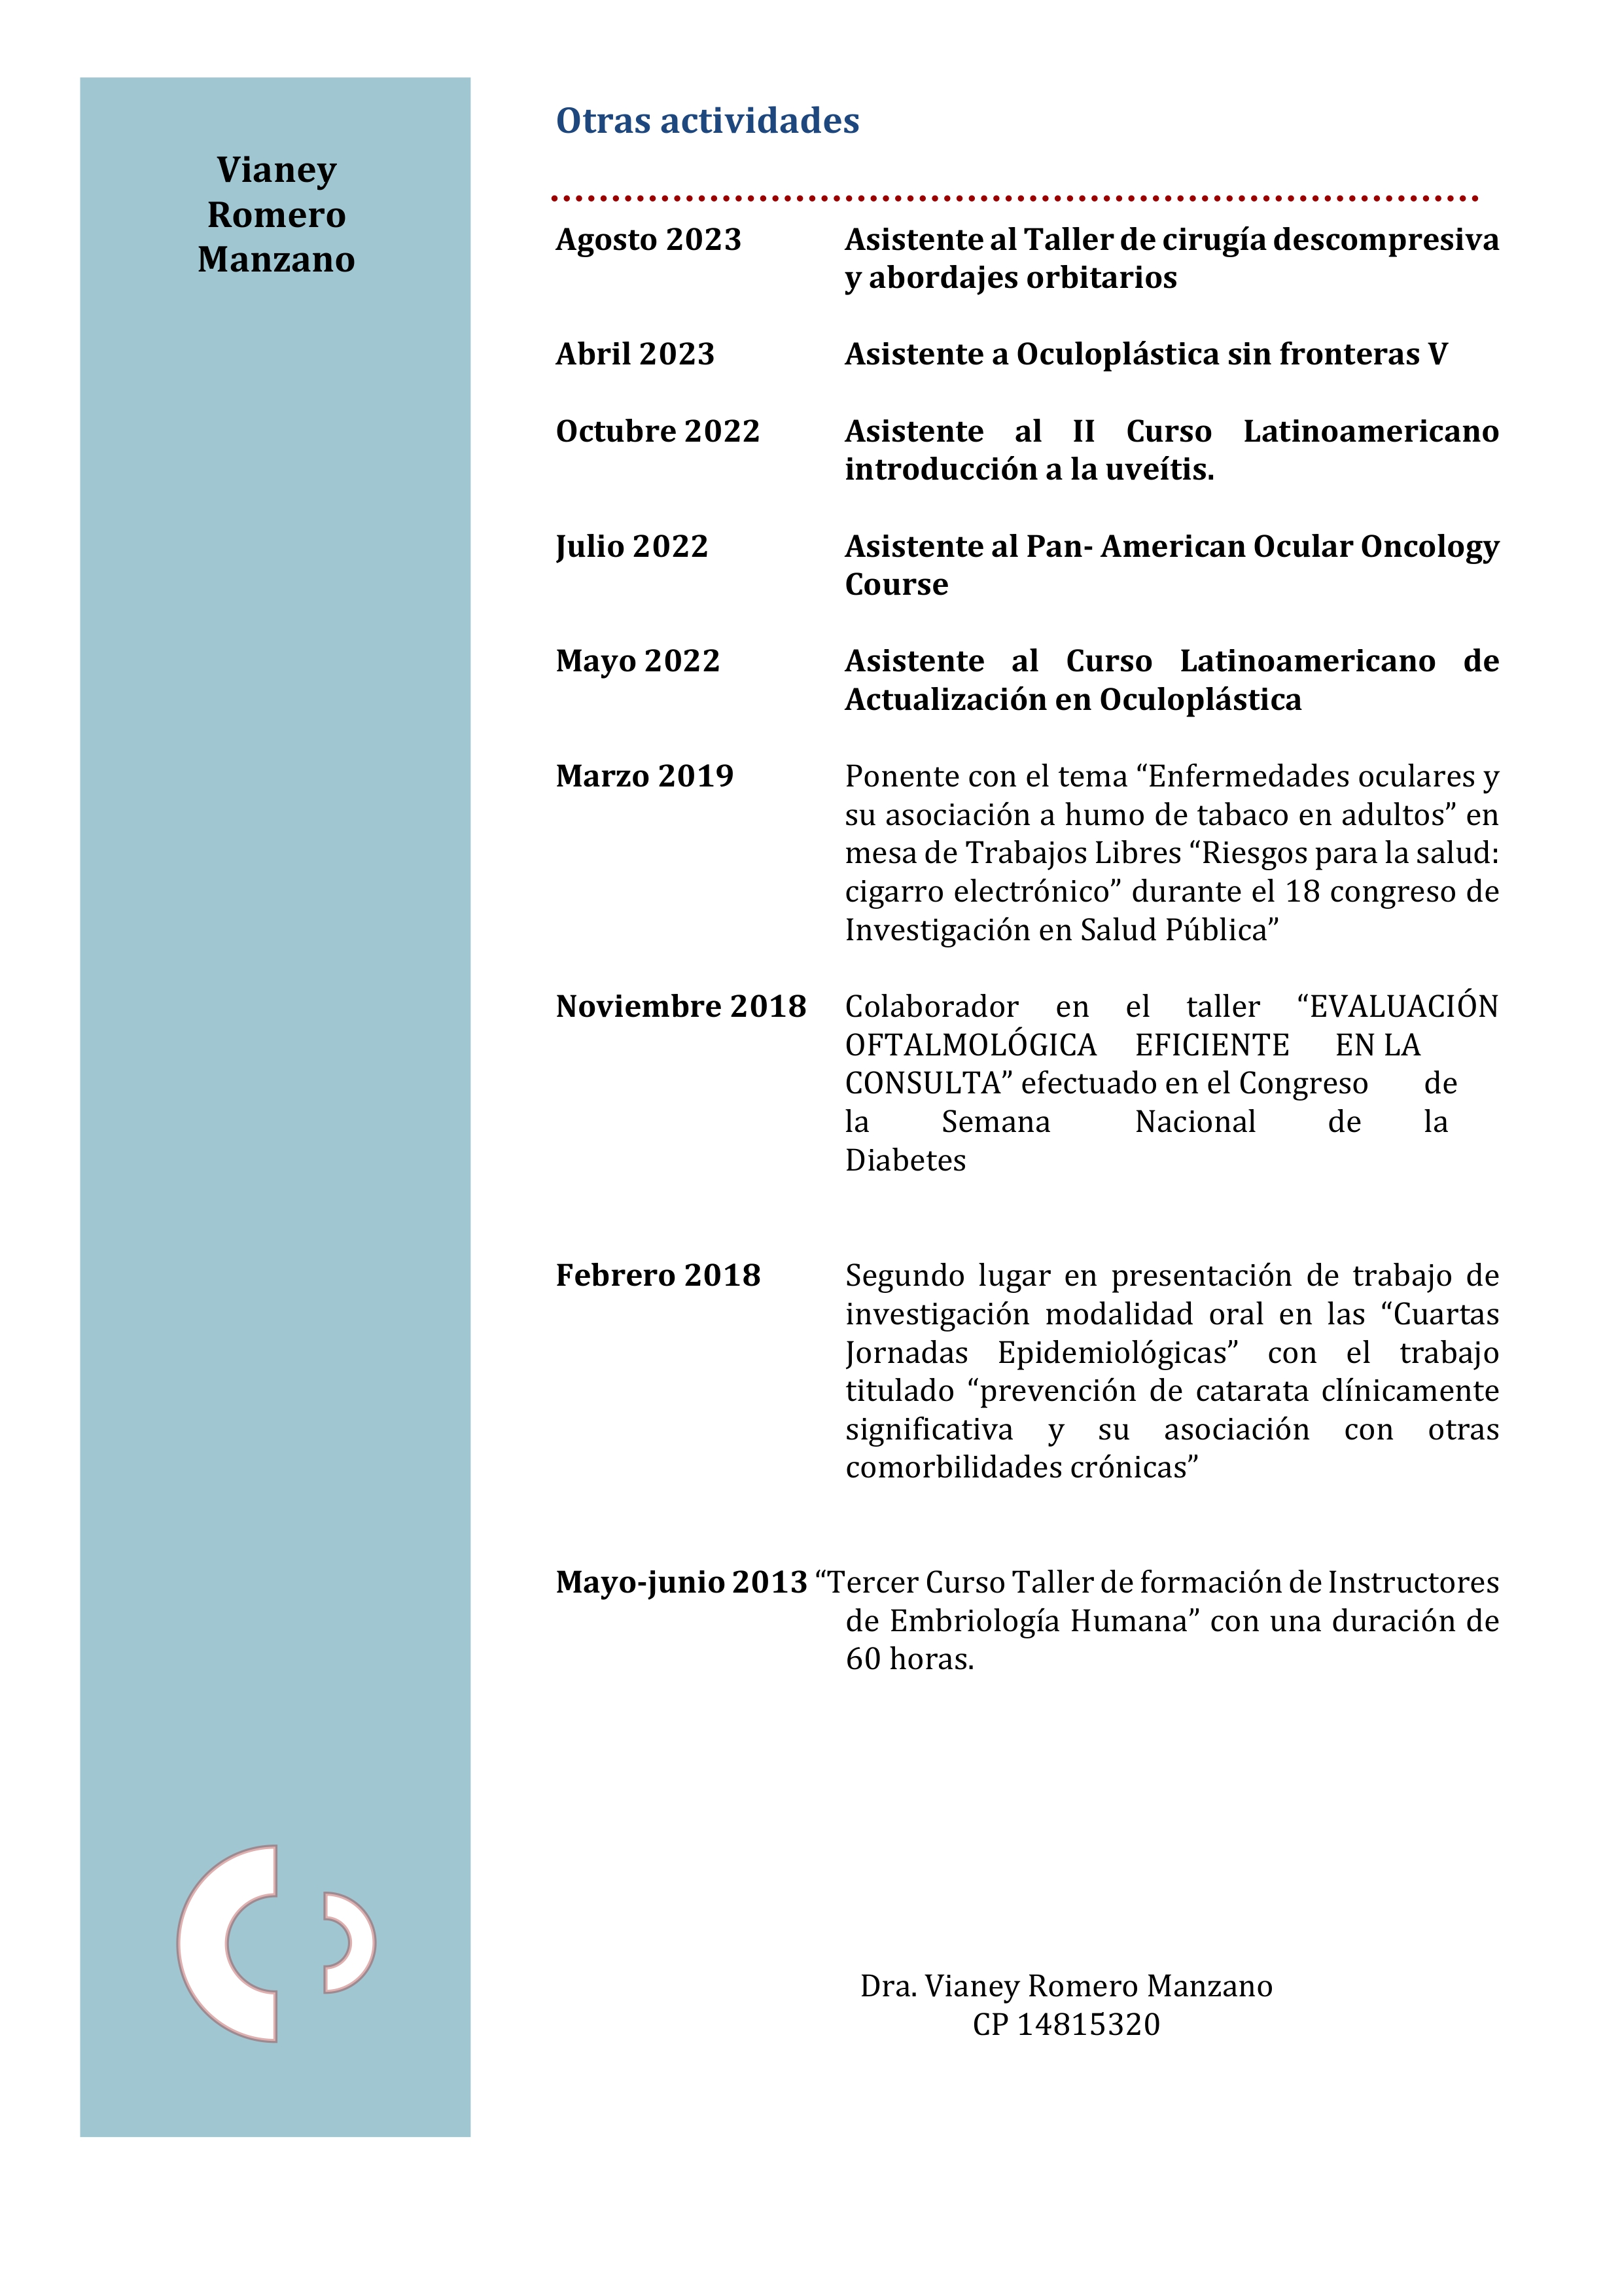 Vianey
Romero
Manzano
Otras actividades
Agosto 2023 Asistente al Taller de cirugía descompresiva
y abordajes orbitarios
Abril 2023 Asistente a Oculoplástica sin fronteras V
Octubre 2022 Asistente al II Curso Latinoamericano
introducción a la uveítis.
Julio 2022 Asistente al Pan- American Ocular Oncology
Course
Mayo 2022 Asistente al Curso Latinoamericano de
Actualización en Oculoplástica
Marzo 2019 Ponente con el tema “Enfermedades oculares y
su asociación a humo de tabaco en adultos” en
mesa de Trabajos Libres “Riesgos para la salud:
cigarro electrónico” durante el 18 congreso de
Investigación en Salud Pública”
Noviembre 2018 Colaborador en el taller “EVALUACIÓN
OFTALMOLÓGICA EFICIENTE EN LA
CONSULTA” efectuado en el Congreso de
la Semana Nacional de la
Diabetes
Febrero 2018 Segundo lugar en presentación de trabajo de
investigación modalidad oral en las “Cuartas
Jornadas Epidemiológicas” con el trabajo
titulado “prevención de catarata clínicamente
significativa y su asociación con otras
comorbilidades crónicas”
Mayo-junio 2013 “Tercer Curso Taller de formación de Instructores
de Embriología Humana” con una duración de
60 horas.
Dra. Vianey Romero Manzano
CP 14815320